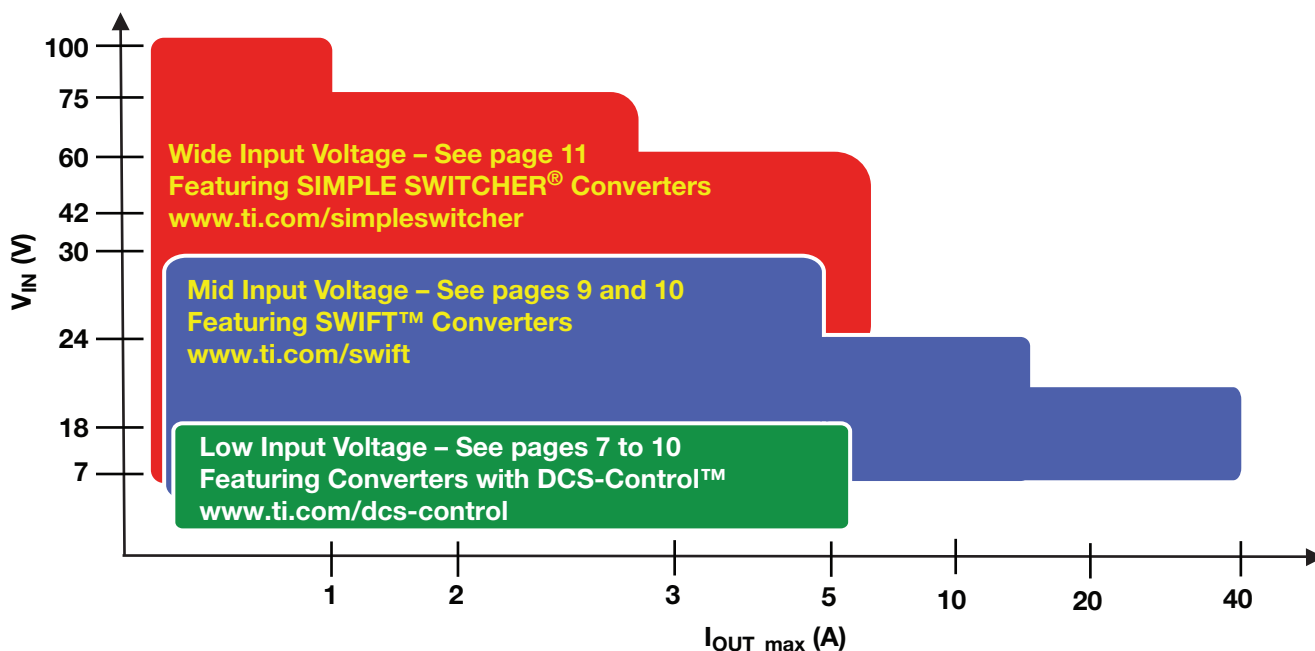 100
75
60
42
30
24
18
7
V_IN (V)
Wide Input Voltage – See page 11
Featuring SIMPLE SWITCHER® Converters
www.ti.com/simpleswitcher
Mid Input Voltage – See pages 9 and 10
Featuring SWIFT™ Converters
www.ti.com/swift
Low Input Voltage – See pages 7 to 10
Featuring Converters with DCS-Control™
www.ti.com/dcs-control
1 2 3 5 10 20 40
I_OUT max (A)